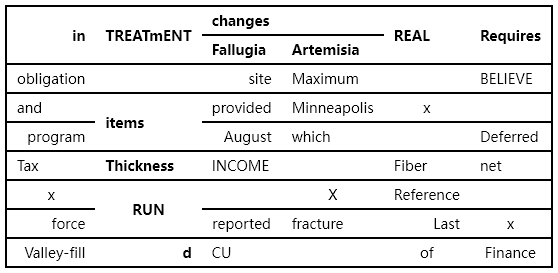 in TREATmENT changes REAL Requires
Fallugia Artemisia
obligation site Maximum BELIEVE
and items provided Minneapolis x
program August which Deferred
Tax Thickness INCOME Fiber net
x RUN X Reference
force reported fracture Last x
Valley-fill d CU of Finance